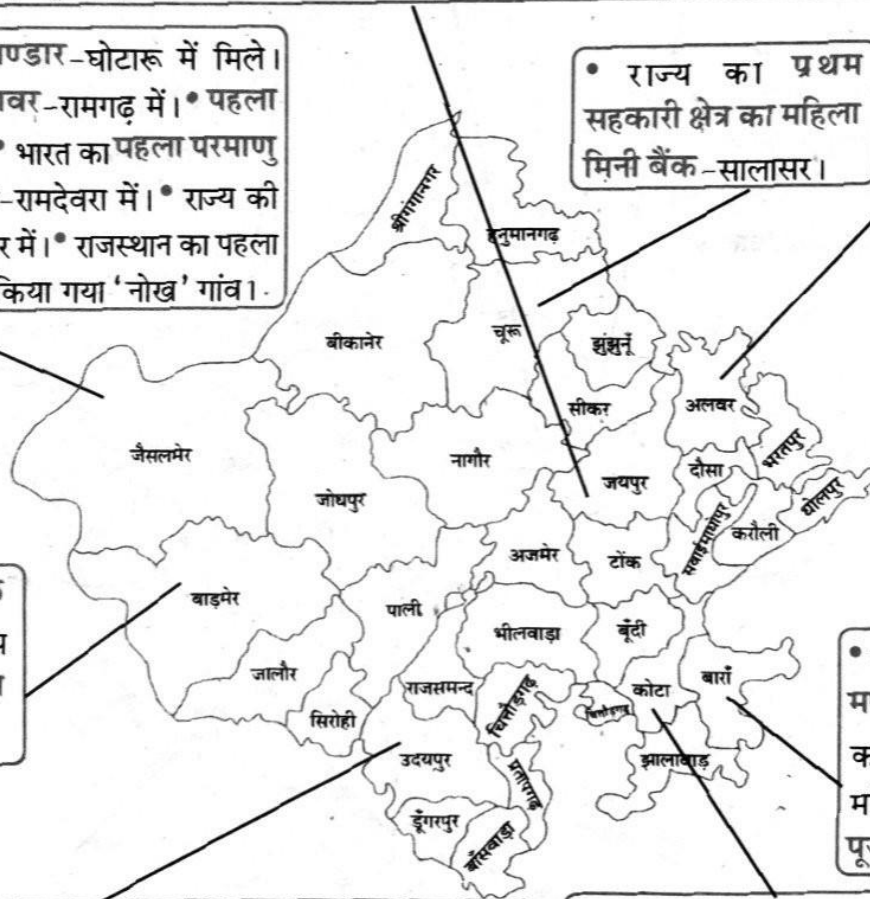 ण्डार-घोटारू में मिले।
वर-रामगढ़ में। • पहला
• भारत का पहला परमाणु
-रामदेवरा में। • राज्य की
र में। • राजस्थान का पहला
किया गया 'नोख' गांव।
• राज्य का प्रथम
सहकारी क्षेत्र का महिला
मिनी बैंक-सालासर।
श्रीगंगानगर
हनुमानगढ़
बीकानेर
चूरू
झुंझुनूँ
सीकर
अलवर
जैसलमेर
नागौर
जयपुर
दौसा
भरतपुर
जोधपुर
धोलपुर
सवाईमाधोपुर
करौली
अजमेर
टोंक
बाड़मेर
पाली
भीलवाड़ा
बूँदी
जालौर
राजसमन्द
चित्तौड़गढ़
चित्तौड़गढ़
कोटा
बाराँ
सिरोही
उदयपुर
प्रतापगढ़
झालावाड़
डूँगरपुर
बाँसवाड़ा
•
म
क
म
पू